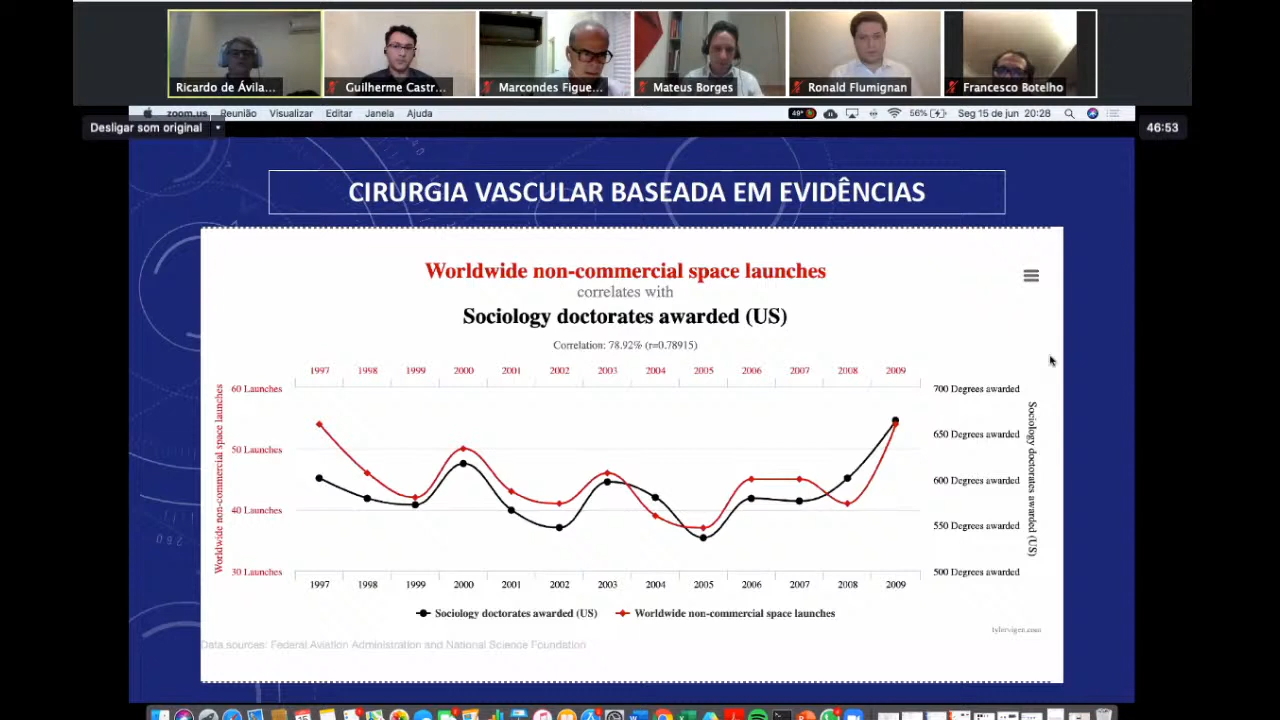 Ricardo de Ávila...
Guilherme Castr...
Marcondes Figue...
Mateus Borges
Ronald Flumignan
Francesco Botelho
zoom.us Reunião Visualizar Editar Janela Ajuda
49° 56% Seg 15 de jun 20:28
Desligar som original
46:53
CIRURGIA VASCULAR BASEADA EM EVIDÊNCIAS
Worldwide non-commercial space launches
correlates with
Sociology doctorates awarded (US)
Correlation: 78.92% (r=0.78915)
1997 1998 1999 2000 2001 2002 2003 2004 2005 2006 2007 2008 2009
60 Launches
50 Launches
40 Launches
30 Launches
Worldwide non-commercial space launches
700 Degrees awarded
650 Degrees awarded
600 Degrees awarded
550 Degrees awarded
500 Degrees awarded
Sociology doctorates awarded (US)
1997 1998 1999 2000 2001 2002 2003 2004 2005 2006 2007 2008 2009
Sociology doctorates awarded (US) Worldwide non-commercial space launches
tylervigen.com
Data sources: Federal Aviation Administration and National Science Foundation